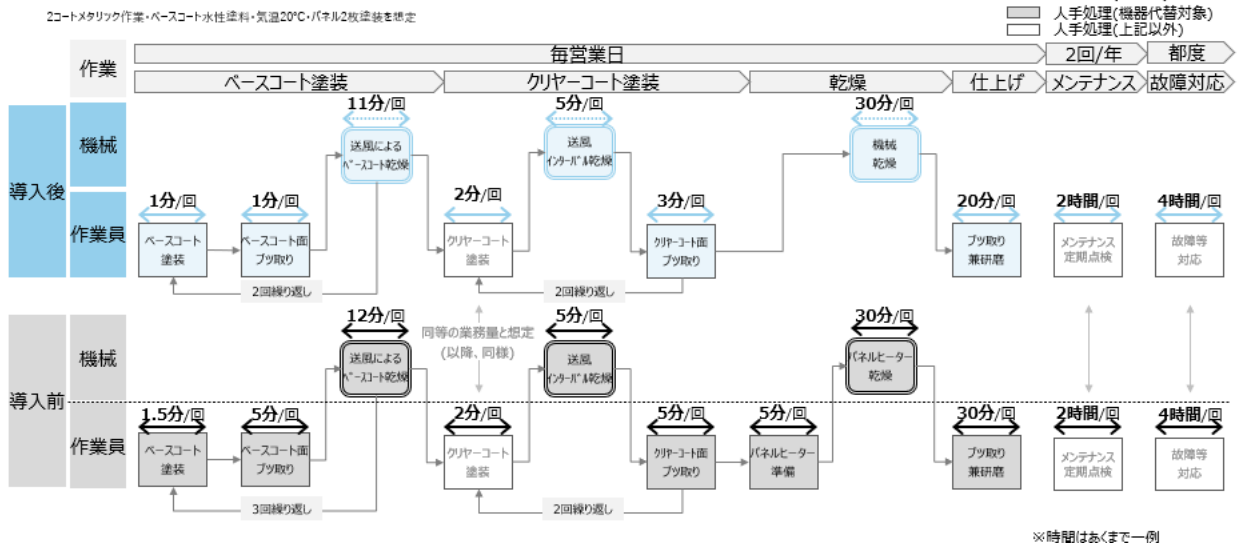 2コートメタリック作業・ベースコート水性塗料・気温20℃・パネル2枚塗装を想定
人手処理(機器代替対象)
人手処理(上記以外)
作業
毎営業日
2回/年
都度
ベースコート塗装
クリヤーコート塗装
乾燥
仕上げ
メンテナンス
故障対応
導入後
機械
11分/回
送風による
ベースコート乾燥
5分/回
送風
インターバル乾燥
30分/回
機械
乾燥
作業員
1分/回
ベースコート
塗装
1分/回
ベースコート面
ブツ取り
2分/回
クリヤーコート
塗装
3分/回
クリヤーコート面
ブツ取り
20分/回
ブツ取り
兼研磨
2時間/回
メンテナンス
定期点検
4時間/回
故障等
対応
2回繰り返し
2回繰り返し
同等の業務量と想定
(以降、同様)
導入前
機械
12分/回
送風による
ベースコート乾燥
5分/回
送風
インターバル乾燥
30分/回
パネルヒーター
乾燥
作業員
1.5分/回
ベースコート
塗装
5分/回
ベースコート面
ブツ取り
2分/回
クリヤーコート
塗装
5分/回
クリヤーコート面
ブツ取り
5分/回
パネルヒーター
準備
30分/回
ブツ取り
兼研磨
2時間/回
メンテナンス
定期点検
4時間/回
故障等
対応
3回繰り返し
2回繰り返し
※時間はあくまで一例